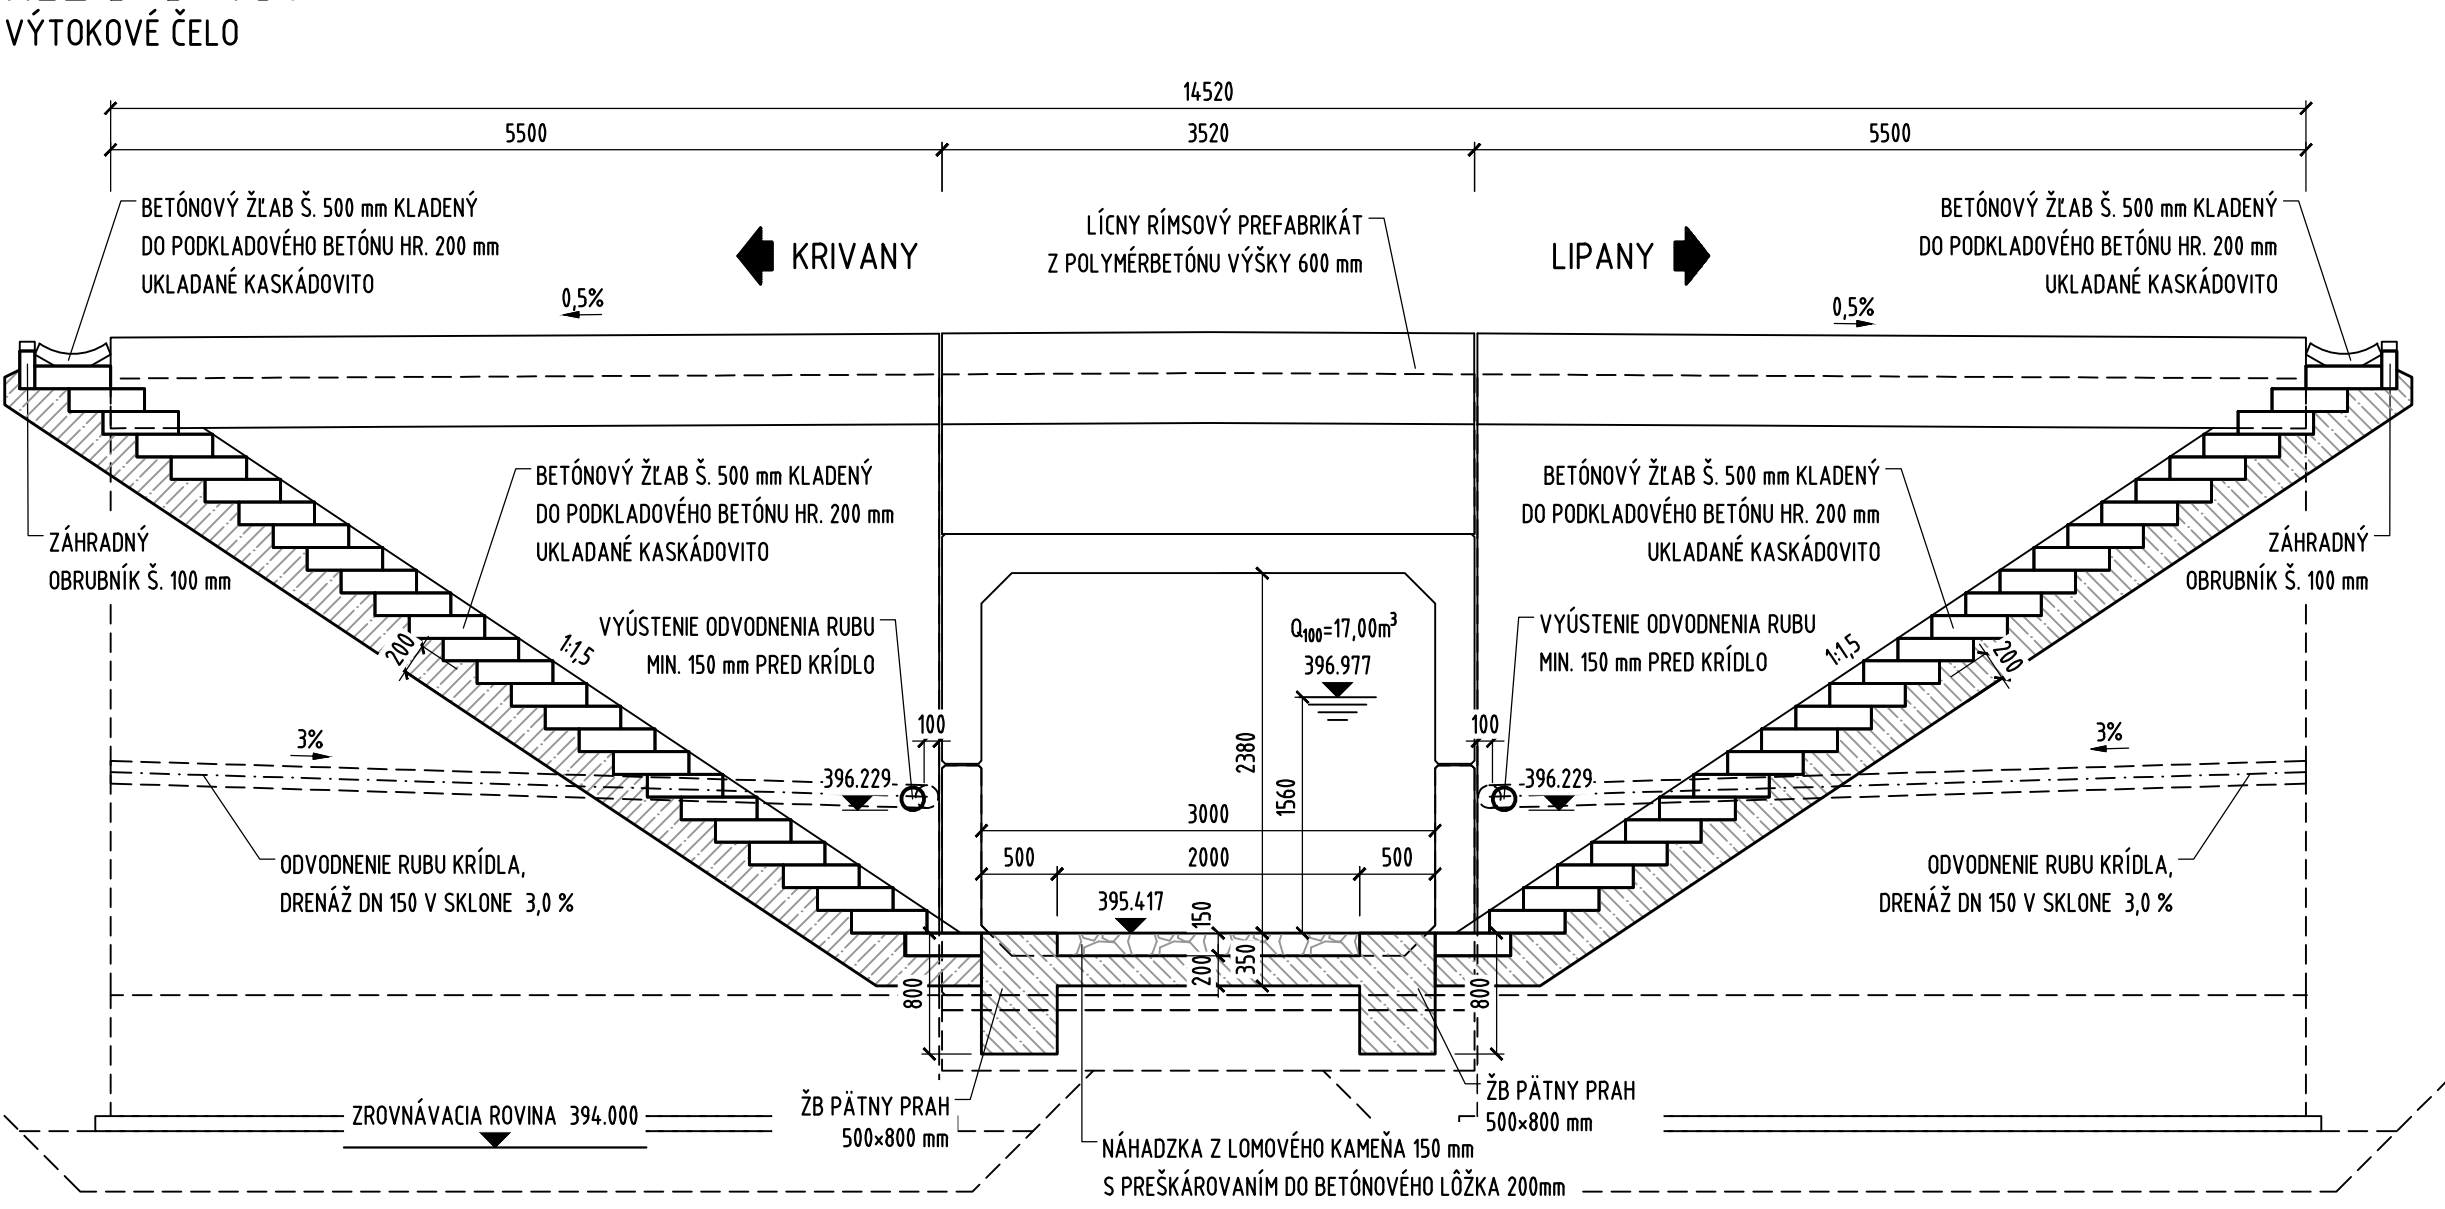 VÝTOKOVÉ ČELO
14520
5500
3520
5500
BETÓNOVÝ ŽĽAB Š. 500 mm KLADENÝ
DO PODKLADOVÉHO BETÓNU HR. 200 mm
UKLADANÉ KASKÁDOVITO
KRIVANY
LÍCNY RÍMSOVÝ PREFABRIKÁT
Z POLYMÉRBETÓNU VÝŠKY 600 mm
LIPANY
BETÓNOVÝ ŽĽAB Š. 500 mm KLADENÝ
DO PODKLADOVÉHO BETÓNU HR. 200 mm
UKLADANÉ KASKÁDOVITO
0,5%
0,5%
BETÓNOVÝ ŽĽAB Š. 500 mm KLADENÝ
DO PODKLADOVÉHO BETÓNU HR. 200 mm
UKLADANÉ KASKÁDOVITO
BETÓNOVÝ ŽĽAB Š. 500 mm KLADENÝ
DO PODKLADOVÉHO BETÓNU HR. 200 mm
UKLADANÉ KASKÁDOVITO
ZÁHRADNÝ
OBRUBNÍK Š. 100 mm
ZÁHRADNÝ
OBRUBNÍK Š. 100 mm
200
1:1,5
VYÚSTENIE ODVODNENIA RUBU
MIN. 150 mm PRED KRÍDLO
Q100=17,00m³
396.977
VYÚSTENIE ODVODNENIA RUBU
MIN. 150 mm PRED KRÍDLO
1:1,5
200
100
100
3%
3%
396.229
396.229
2380
1560
3000
500
2000
500
395.417
150
200
350
800
800
ODVODNENIE RUBU KRÍDLA,
DRENÁŽ DN 150 V SKLONE 3,0 %
ODVODNENIE RUBU KRÍDLA,
DRENÁŽ DN 150 V SKLONE 3,0 %
ZROVNÁVACIA ROVINA 394.000
ŽB PÄTNY PRAH
500×800 mm
ŽB PÄTNY PRAH
500×800 mm
NÁHADZKA Z LOMOVÉHO KAMEŇA 150 mm
S PREŠKÁROVANÍM DO BETÓNOVÉHO LÔŽKA 200mm